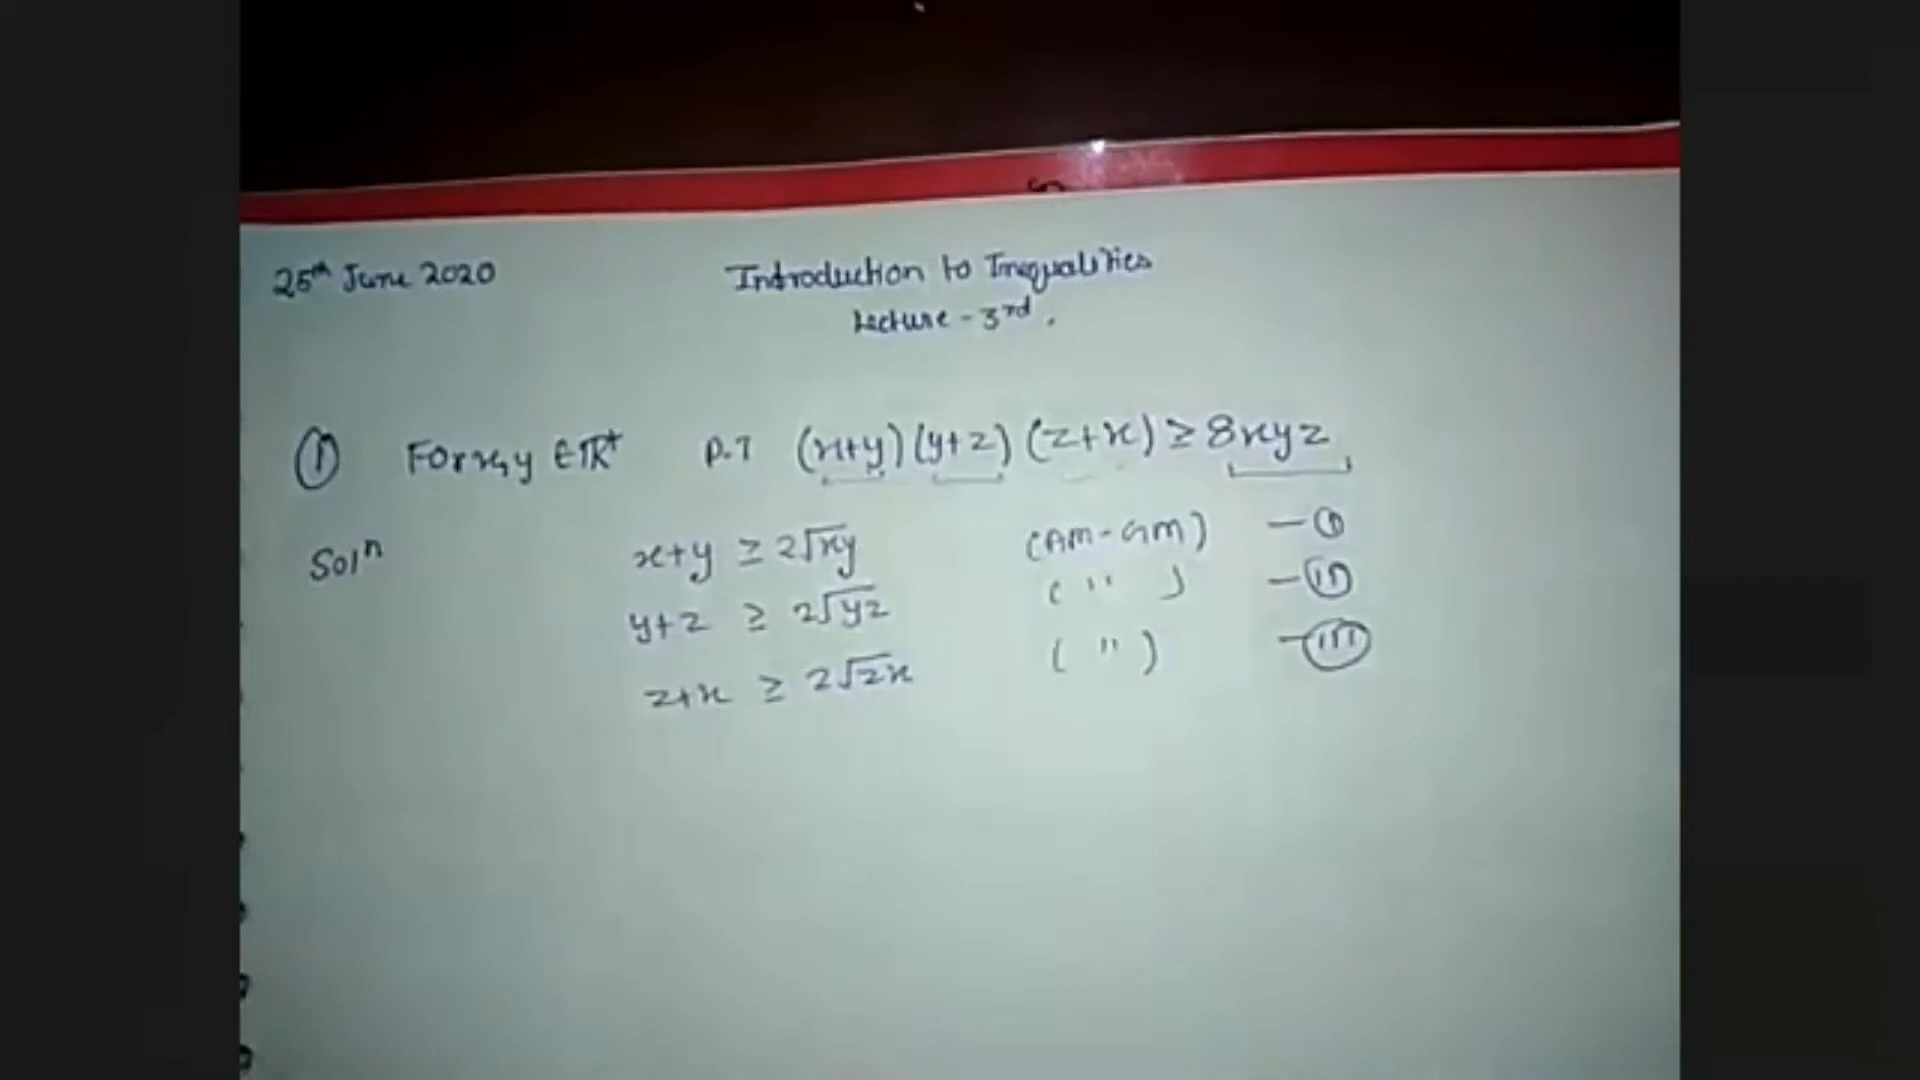 25th June 2020
Introduction to Inequalities
Lecture - 3rd.
① For x, y ∈ R⁺ P.T (x+y)(y+z)(z+x) ≥ 8xyz
Solⁿ x+y ≥ 2√xy (AM-GM) — ①
y+z ≥ 2√yz ( " ) — ⓘⓘ
z+x ≥ 2√zx ( " ) — ⓘⓘⓘ